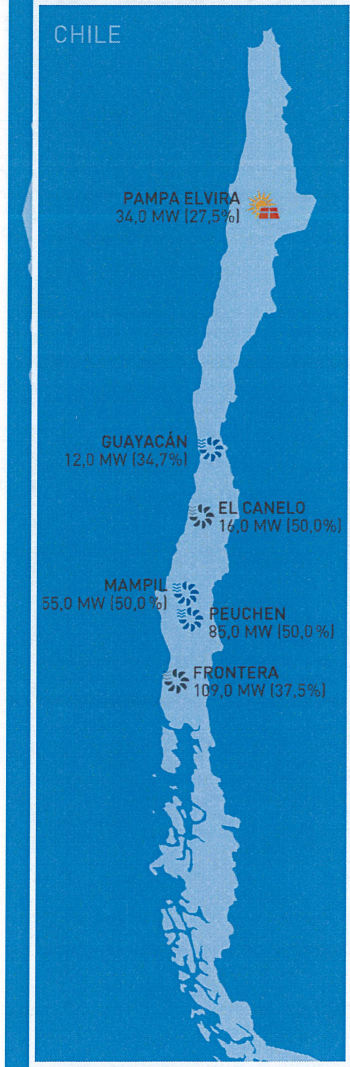 CHILE
PAMPA ELVIRA
34,0 MW (27,5%)
GUAYACÁN
12,0 MW (34,7%)
EL CANELO
16,0 MW (50,0%)
MAMPIL
55,0 MW (50,0%)
PEUCHEN
85,0 MW (50,0%)
FRONTERA
109,0 MW (37,5%)